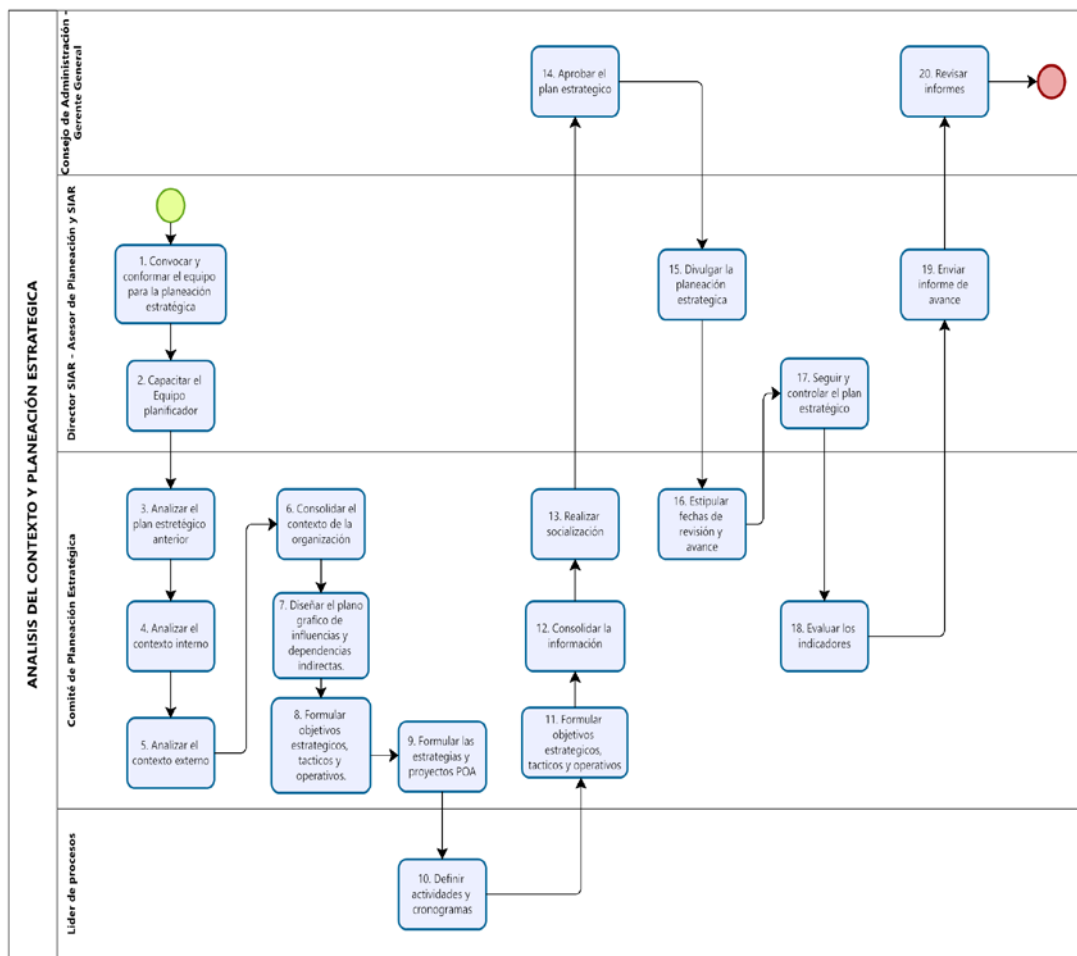 ANALISIS DEL CONTEXTO Y PLANEACIÓN ESTRATEGICA
Consejo de Administración -
Gerente General
14. Aprobar el
plan estrategico
20. Revisar
informes
Director SIAR - Asesor de Planeación y SIAR
1. Convocar y
conformar el equipo
para la planeación
estratégica
2. Capacitar el
Equipo
planificador
15. Divulgar la
planeación
estrategica
17. Seguir y
controlar el plan
estratégico
19. Enviar
informe de
avance
Comité de Planeación Estratégica
3. Analizar el
plan estretégico
anterior
4. Analizar el
contexto interno
5. Analizar el
contexto externo
6. Consolidar el
contexto de la
organización
7. Diseñar el plano
grafico de
influencias y
dependencias
indirectas.
8. Formular
objetivos
estrategicos,
tacticos y
operativos.
9. Formular las
estrategias y
proyectos POA
11. Formular
objetivos
estrategicos,
tacticos y operativos
12. Consolidar la
información
13. Realizar
socialización
16. Estipular
fechas de
revisión y
avance
18. Evaluar los
indicadores
Lider de procesos
10. Definir
actividades y
cronogramas